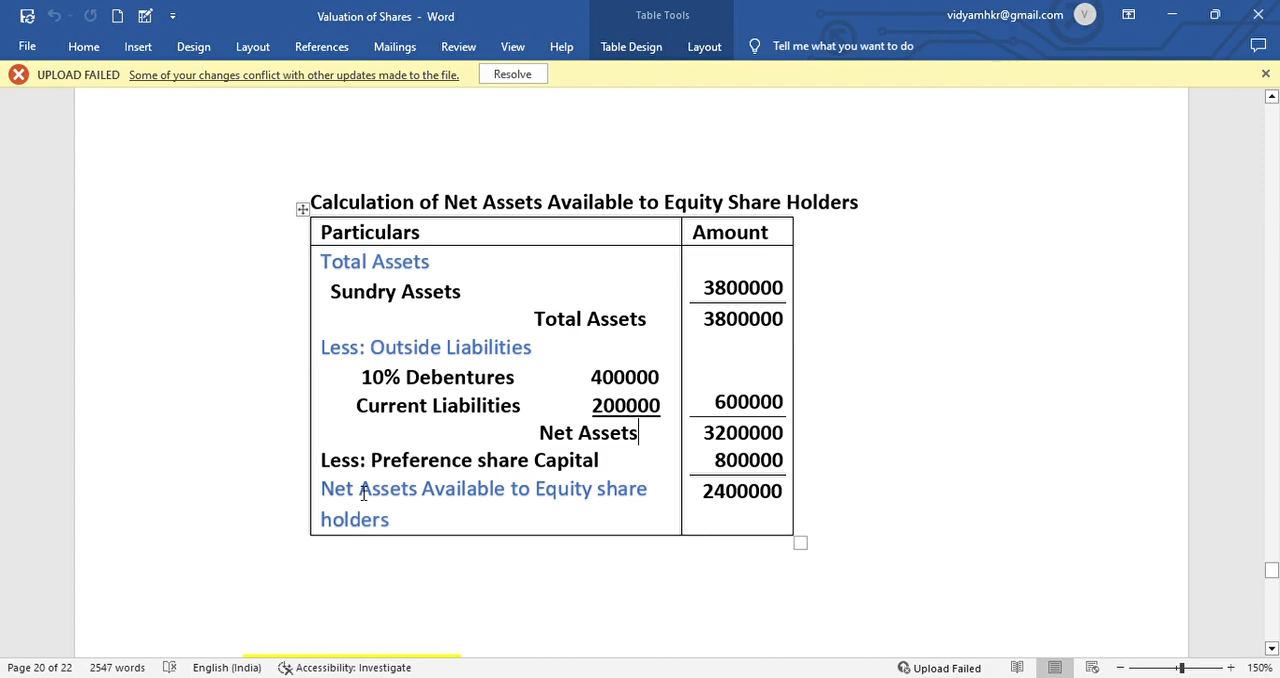 Valuation of Shares - Word
Table Tools
vidyamhkr@gmail.com
V
File Home Insert Design Layout References Mailings Review View Help Table Design Layout Tell me what you want to do
UPLOAD FAILED Some of your changes conflict with other updates made to the file. Resolve
Calculation of Net Assets Available to Equity Share Holders
Particulars Amount
Total Assets
Sundry Assets 3800000
Total Assets 3800000
Less: Outside Liabilities
10% Debentures 400000
Current Liabilities 200000 600000
Net Assets 3200000
Less: Preference share Capital 800000
Net Assets Available to Equity share 2400000
holders
Page 20 of 22 2547 words English (India) Accessibility: Investigate Upload Failed 150%